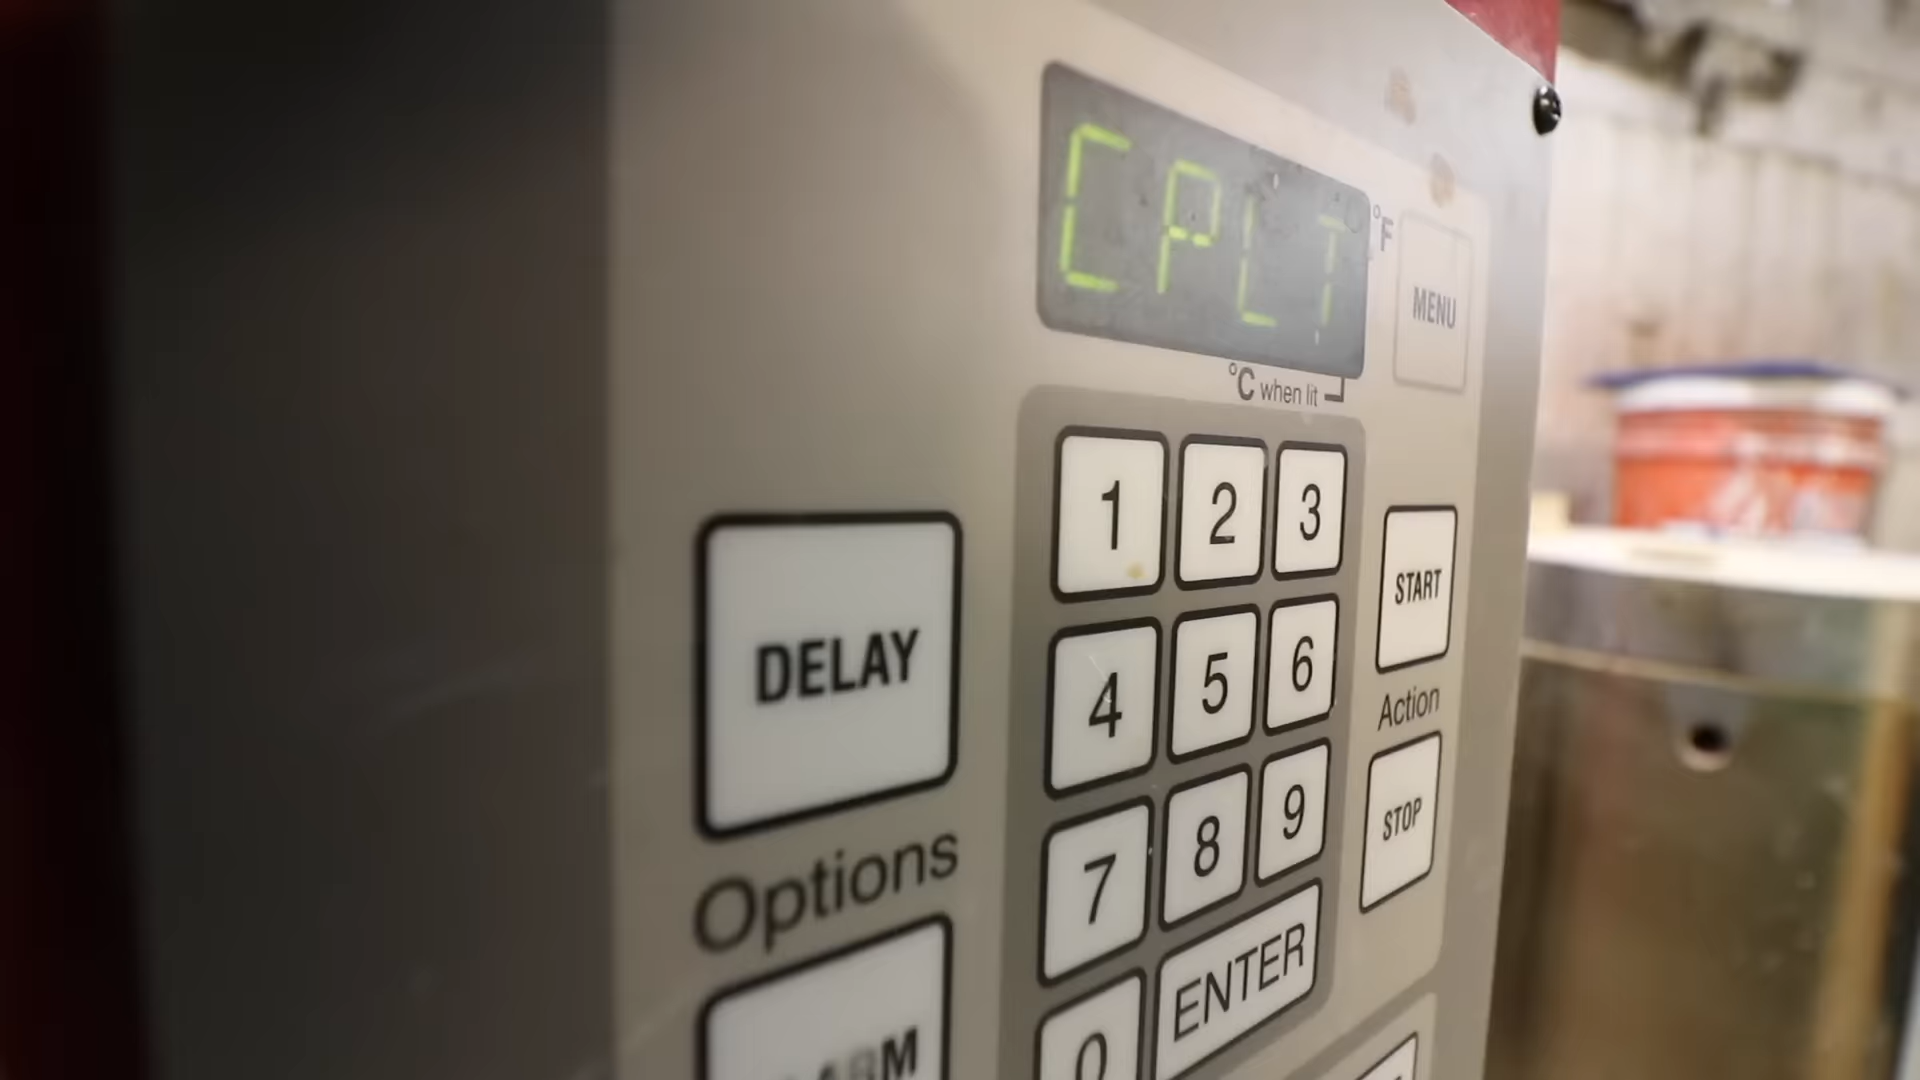 CPLT
°F
MENU
°C when lit
1 2 3
START
DELAY
4 5 6
Action
STOP
7 8 9
Options
ENTER
0